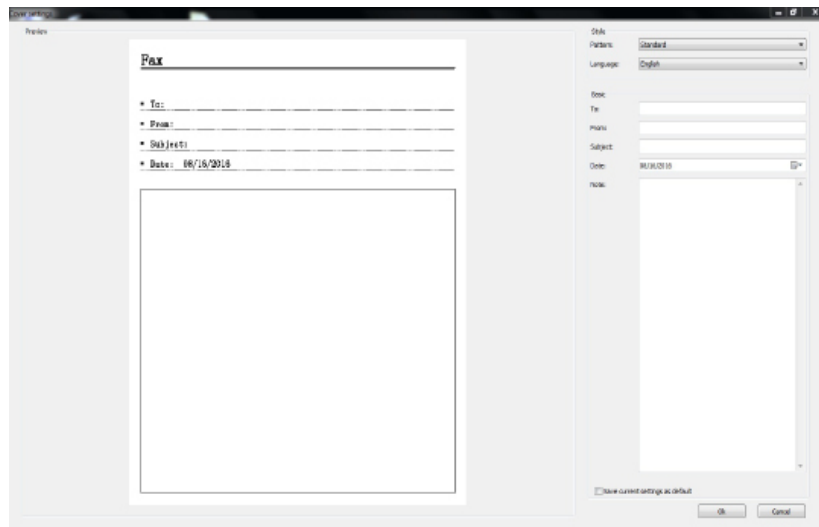 Cover settings
Preview
Fax
* To:
* From:
* Subject:
* Date: 08/16/2016
Style
Pattern: Standard
Language: English
Base
To:
From:
Subject:
Date: 08/16/2016
Note:
Save current settings as default
Ok
Cancel